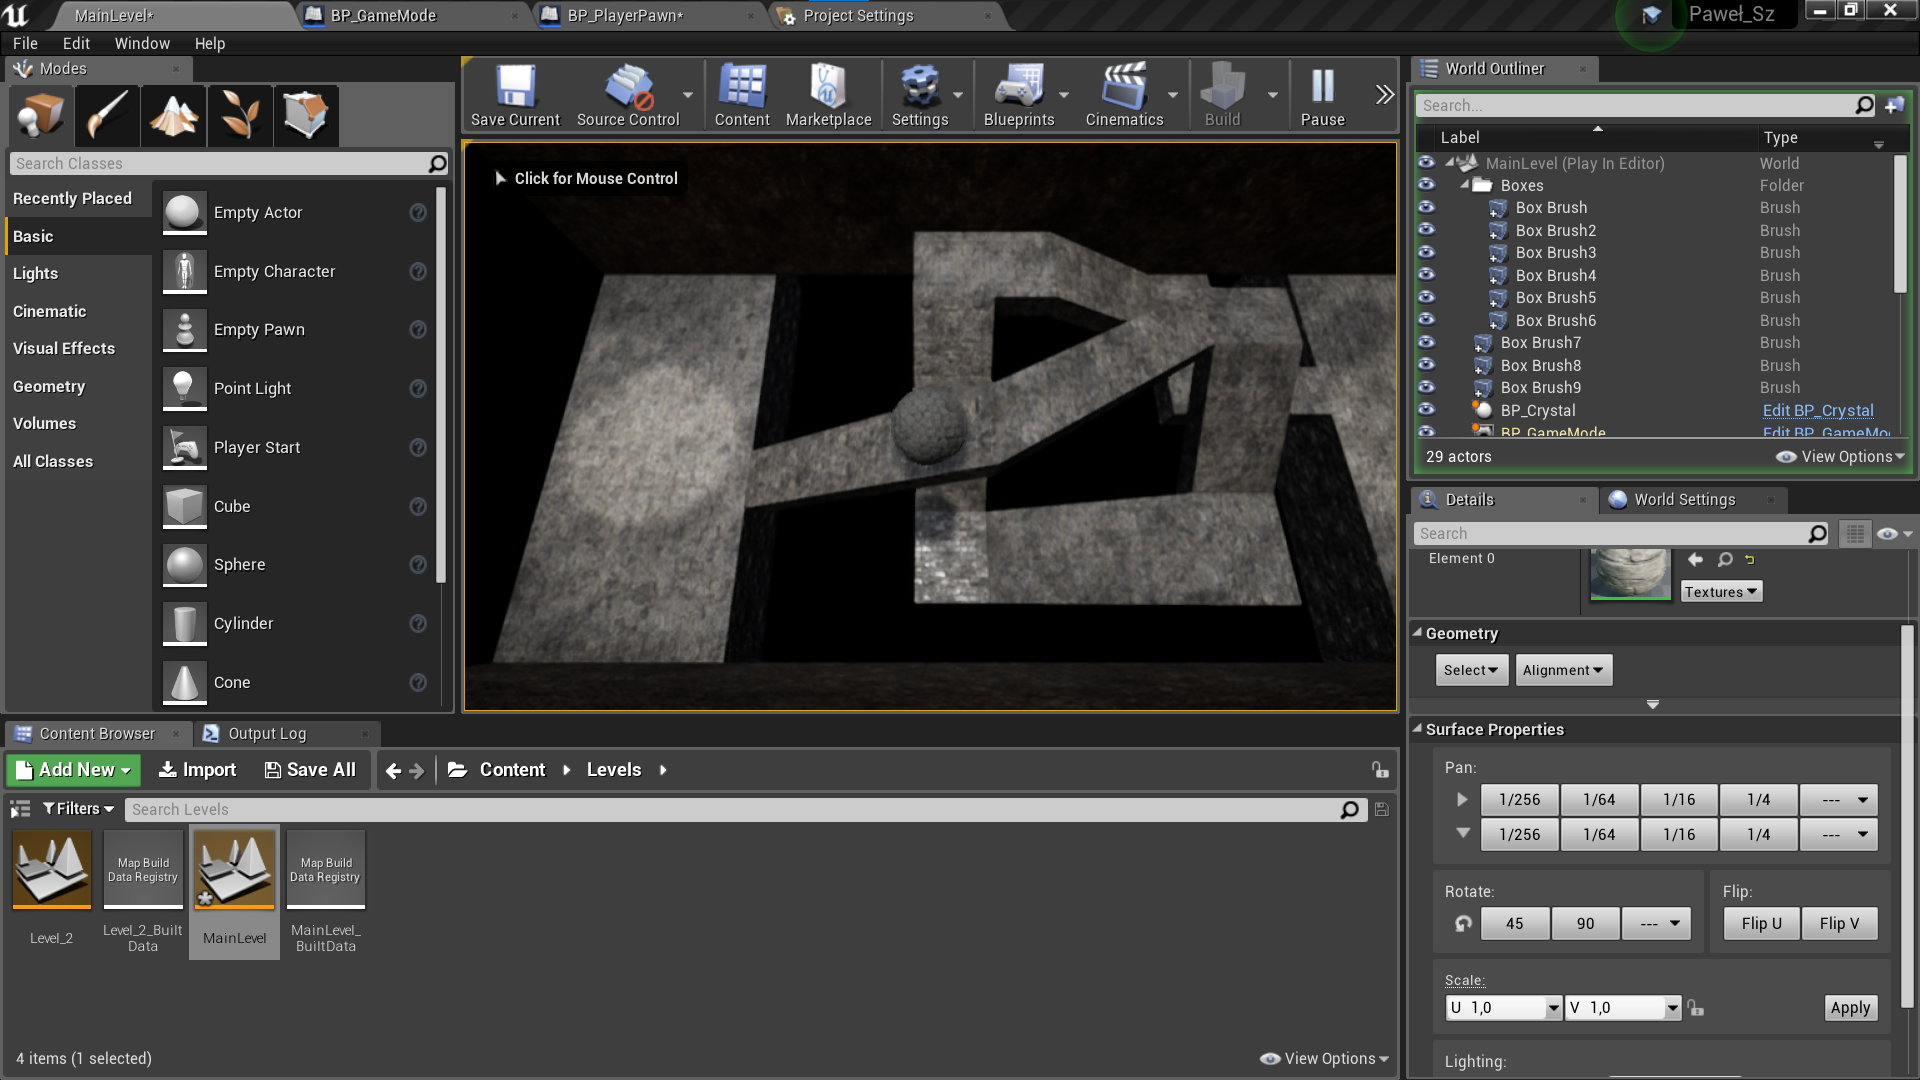 MainLevel*
BP_GameMode
BP_PlayerPawn*
Project Settings
Paweł_Sz
File Edit Window Help
Modes
Search Classes
Recently Placed
Basic
Lights
Cinematic
Visual Effects
Geometry
Volumes
All Classes
Empty Actor
Empty Character
Empty Pawn
Point Light
Player Start
Cube
Sphere
Cylinder
Cone
Save Current
Source Control
Content
Marketplace
Settings
Blueprints
Cinematics
Build
Pause
Click for Mouse Control
World Outliner
Search...
Label Type
MainLevel (Play In Editor) World
Boxes Folder
Box Brush Brush
Box Brush2 Brush
Box Brush3 Brush
Box Brush4 Brush
Box Brush5 Brush
Box Brush6 Brush
Box Brush7 Brush
Box Brush8 Brush
Box Brush9 Brush
BP_Crystal Edit BP_Crystal
BP_GameMode Edit BP_GameMo
29 actors View Options
Details
World Settings
Search
Element 0
Textures
Geometry
Select Alignment
Surface Properties
Pan:
1/256 1/64 1/16 1/4 ---
1/256 1/64 1/16 1/4 ---
Rotate: Flip:
45 90 --- Flip U Flip V
Scale:
U 1,0 V 1,0 Apply
Lighting:
Content Browser
Output Log
Add New Import Save All Content Levels
Filters Search Levels
Map Build
Data Registry
Map Build
Data Registry
Level_2
Level_2_Built
Data
MainLevel
MainLevel_
BuiltData
4 items (1 selected) View Options